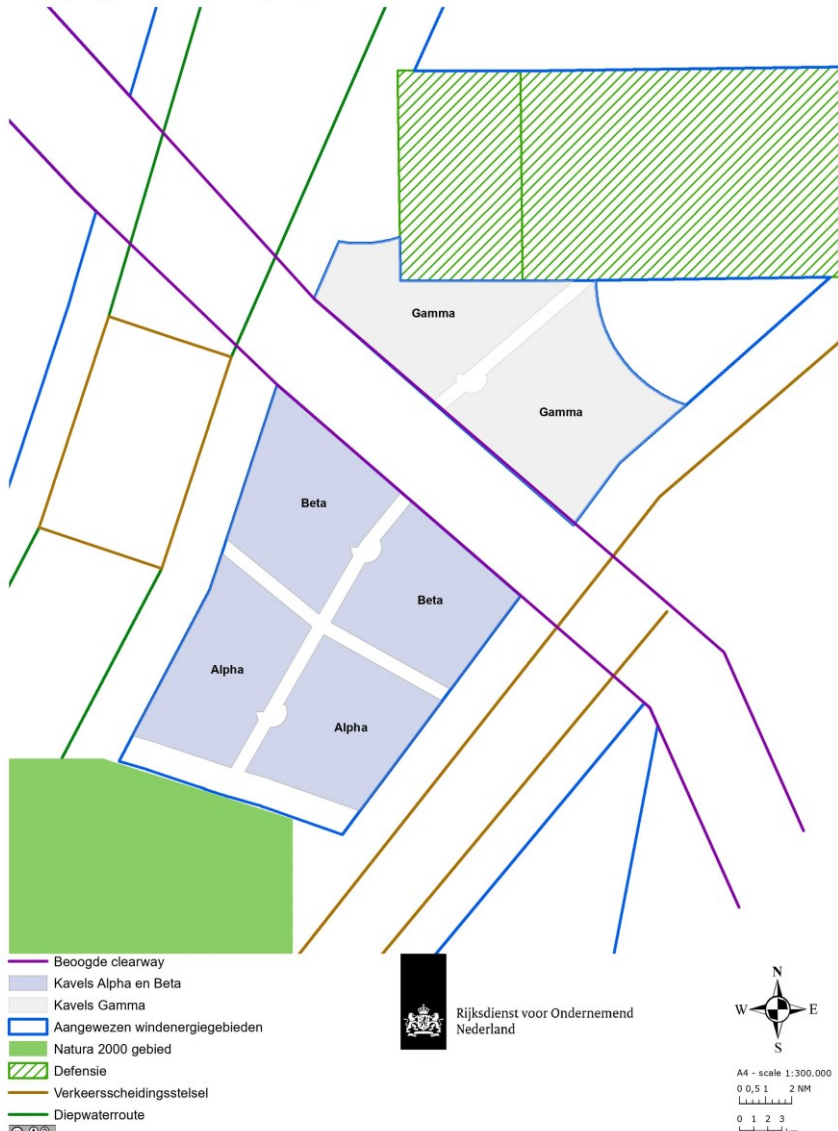 Gamma
Gamma
Beta
Beta
Alpha
Alpha
Beoogde clearway
Kavels Alpha en Beta
Kavels Gamma
Aangewezen windenergiegebieden
Natura 2000 gebied
Defensie
Verkeersscheidingsstelsel
Diepwaterroute
Rijksdienst voor Ondernemend
Nederland
N
W E
S
A4 - scale 1:300.000
0 0,5 1 2 NM
0 1 2 3